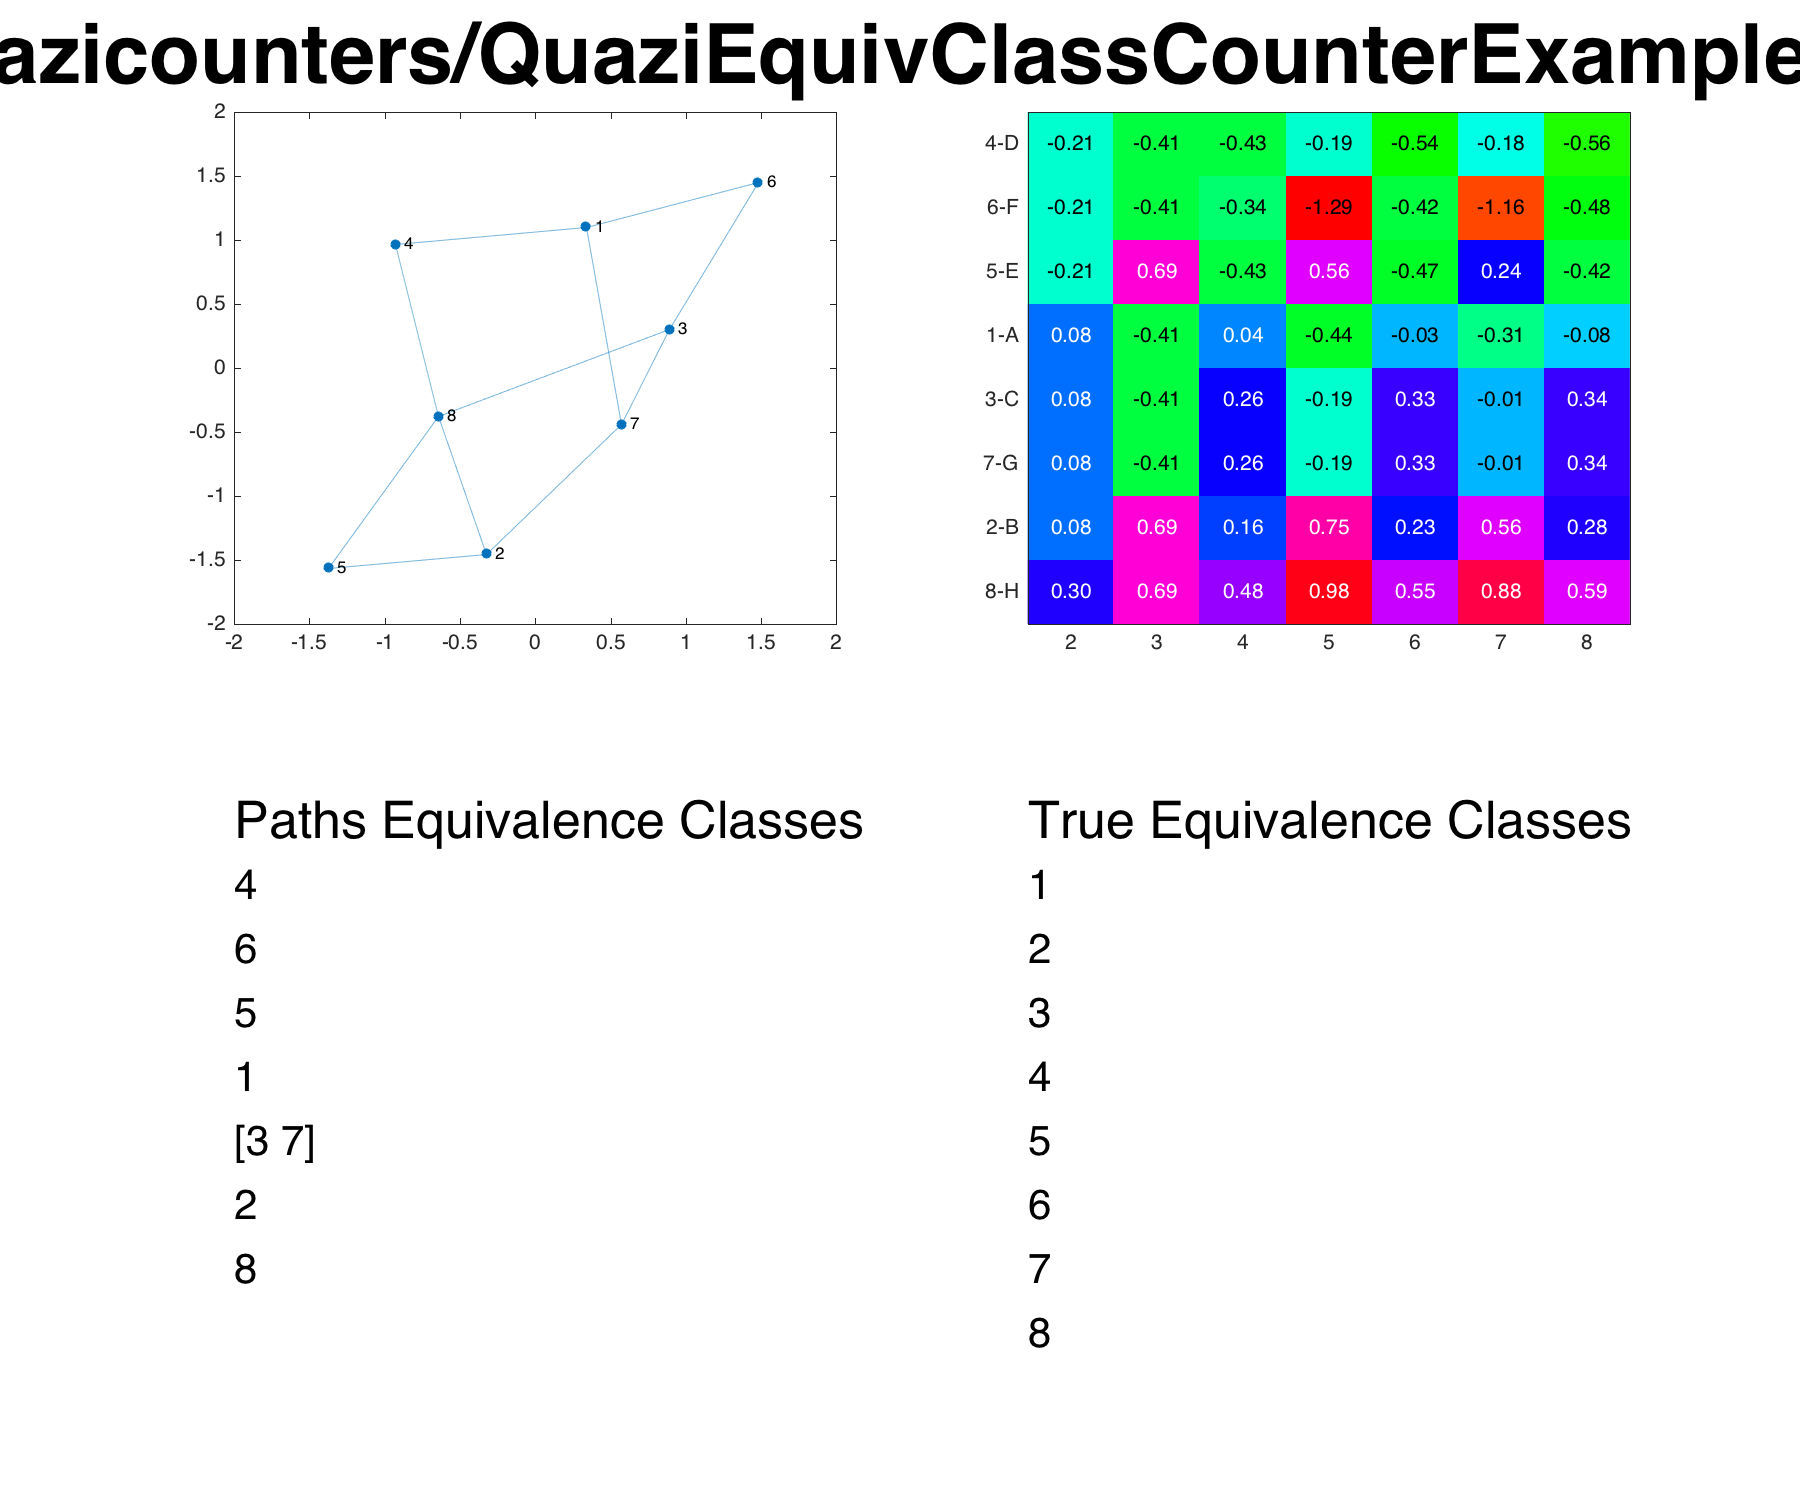 azicounters/QuaziEquivClassCounterExample
2
1.5
1
0.5
0
-0.5
-1
-1.5
-2
-2 -1.5 -1 -0.5 0 0.5 1 1.5 2
6
1
4
3
8
7
2
5
4-D -0.21 -0.41 -0.43 -0.19 -0.54 -0.18 -0.56
6-F -0.21 -0.41 -0.34 -1.29 -0.42 -1.16 -0.48
5-E -0.21 0.69 -0.43 0.56 -0.47 0.24 -0.42
1-A 0.08 -0.41 0.04 -0.44 -0.03 -0.31 -0.08
3-C 0.08 -0.41 0.26 -0.19 0.33 -0.01 0.34
7-G 0.08 -0.41 0.26 -0.19 0.33 -0.01 0.34
2-B 0.08 0.69 0.16 0.75 0.23 0.56 0.28
8-H 0.30 0.69 0.48 0.98 0.55 0.88 0.59
2 3 4 5 6 7 8
Paths Equivalence Classes
4
6
5
1
[3 7]
2
8
True Equivalence Classes
1
2
3
4
5
6
7
8